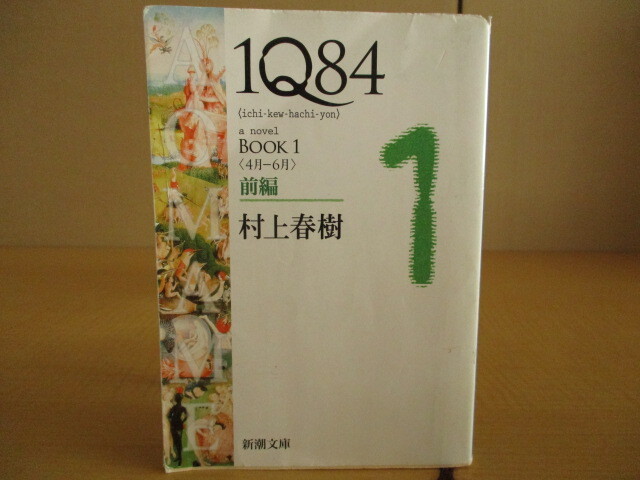 1Q84
〈ichi-kew-hachi-yon〉
a novel
BOOK 1
〈4月−6月〉
前編
村上春樹
1
新潮文庫
AOMAME